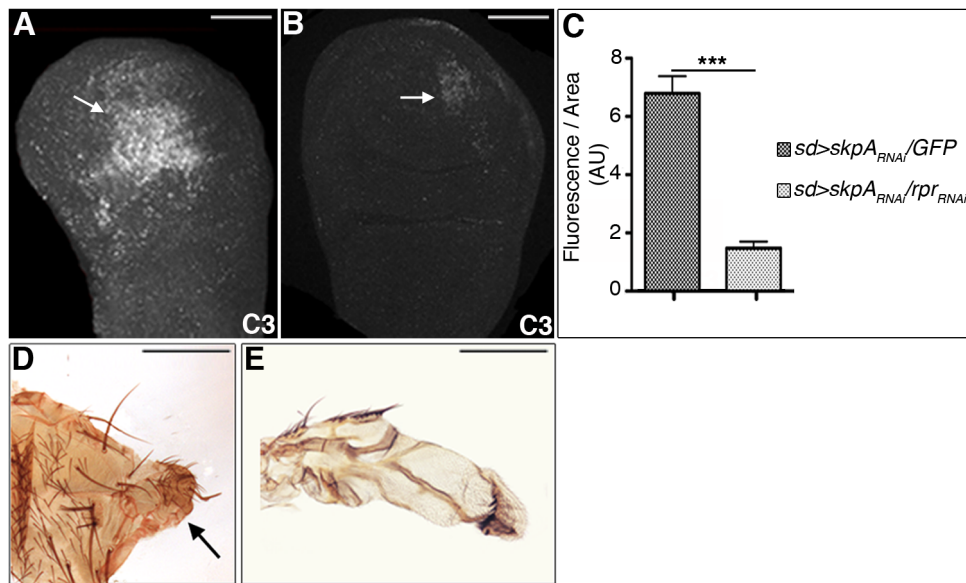 A
C3
B
C3
C
Fluorescence / Area
(AU)
8
6
4
2
0
***
sd>skpARNAi/GFP
sd>skpARNAi/rprRNAi
D
E